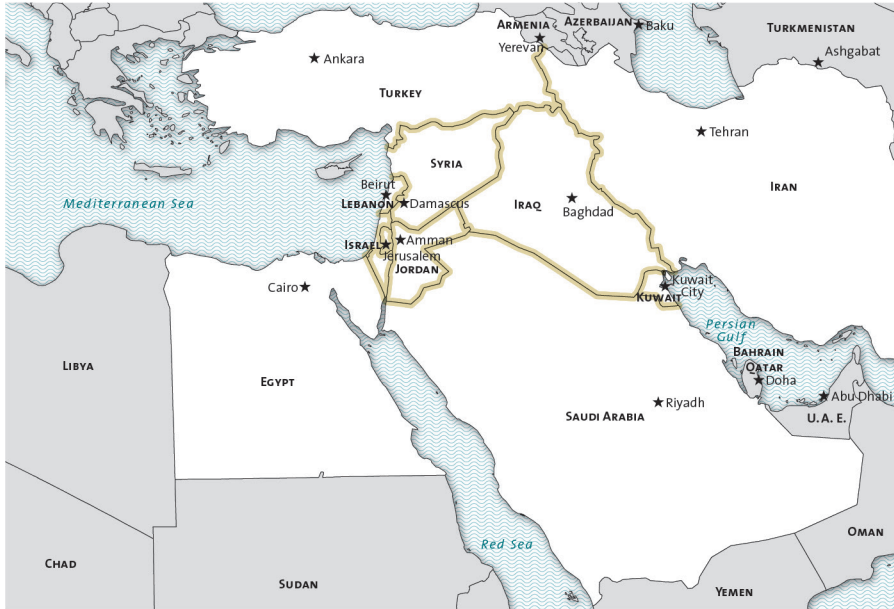 ARMENIA
AZERBAIJAN
Baku
TURKMENISTAN
Yerevan
Ashgabat
Ankara
TURKEY
Tehran
SYRIA
IRAN
Beirut
LEBANON
Damascus
IRAQ
Baghdad
Mediterranean Sea
ISRAEL
Amman
Jerusalem
JORDAN
Cairo
Kuwait
City
KUWAIT
Persian
Gulf
BAHRAIN
QATAR
Doha
LIBYA
EGYPT
Abu Dhabi
Riyadh
SAUDI ARABIA
U. A. E.
OMAN
Red Sea
CHAD
SUDAN
YEMEN